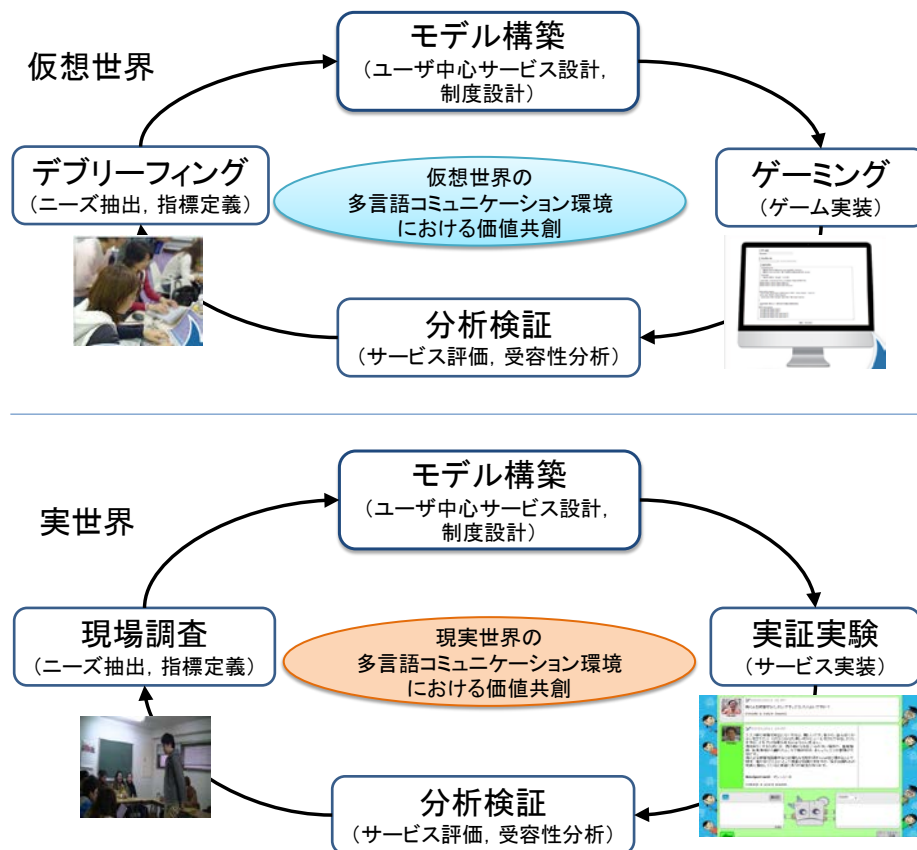 仮想世界
モデル構築
（ユーザ中心サービス設計,
制度設計）
デブリーフィング
（ニーズ抽出, 指標定義）
仮想世界の
多言語コミュニケーション環境
における価値共創
ゲーミング
（ゲーム実装）
分析検証
（サービス評価, 受容性分析）
実世界
モデル構築
（ユーザ中心サービス設計,
制度設計）
現場調査
（ニーズ抽出, 指標定義）
現実世界の
多言語コミュニケーション環境
における価値共創
実証実験
（サービス実装）
分析検証
（サービス評価, 受容性分析）